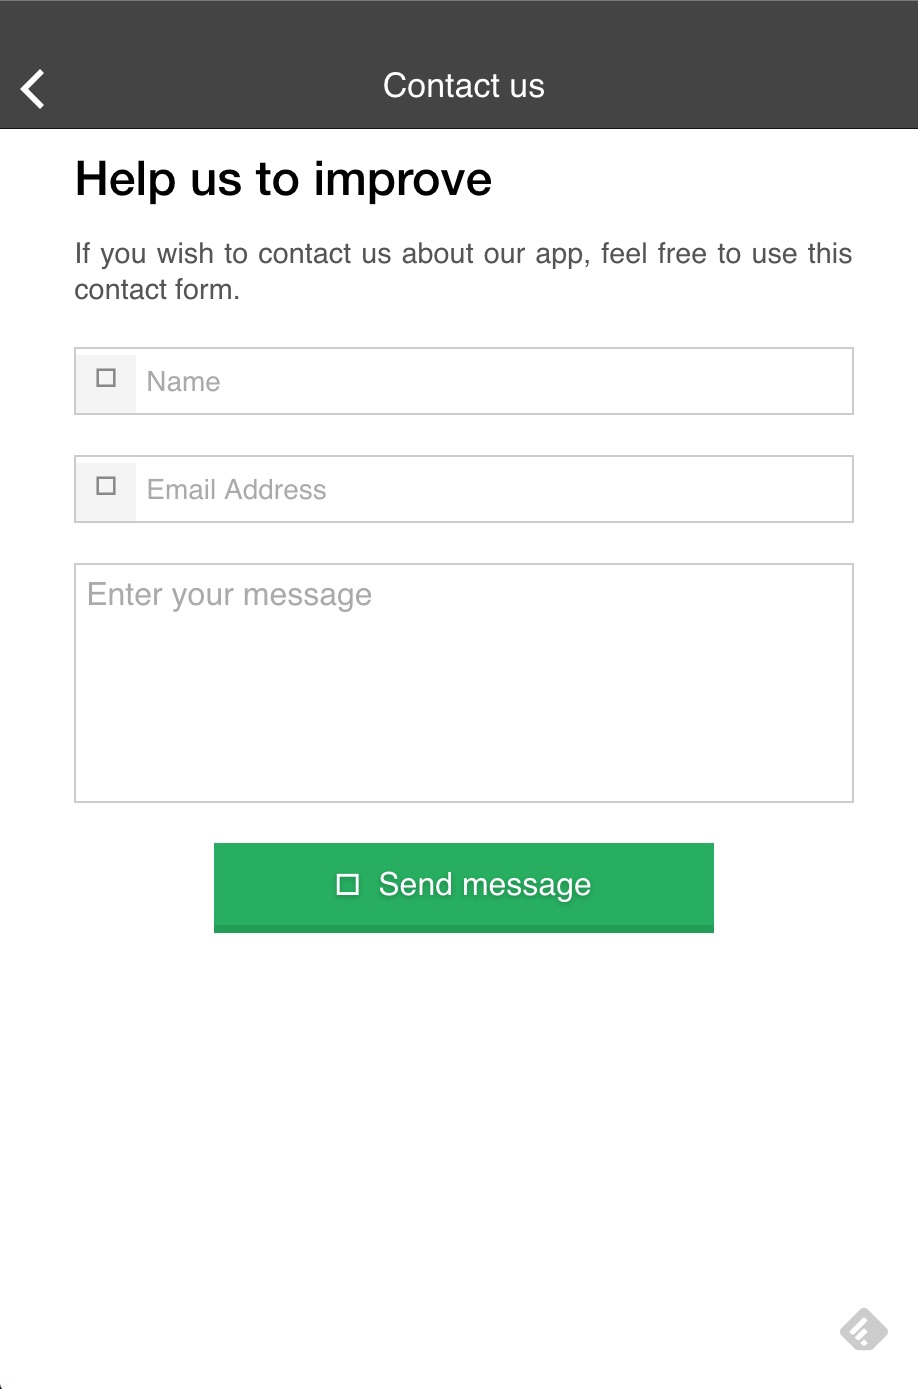 Contact us
Help us to improve
If you wish to contact us about our app, feel free to use this
contact form.
Name
Email Address
Enter your message
Send message